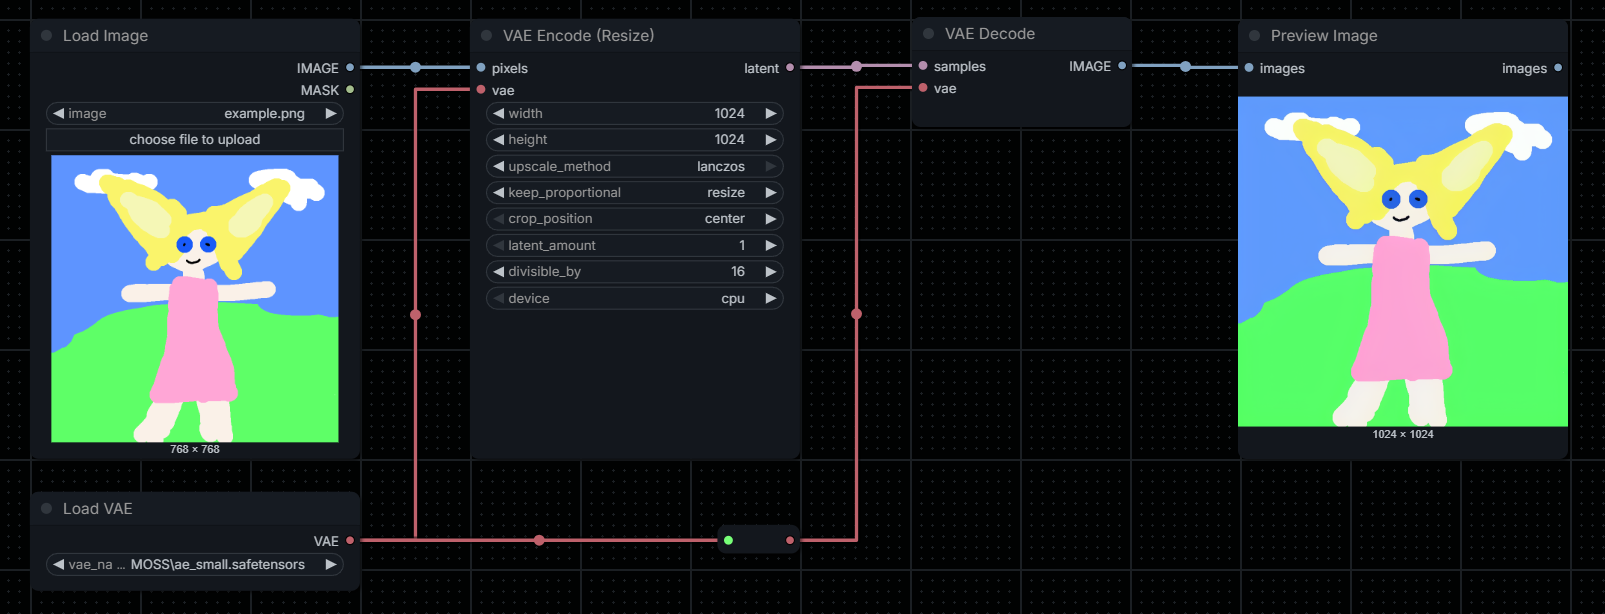 Load Image
IMAGE
MASK
image example.png
choose file to upload
768 × 768
Load VAE
VAE
vae_na ... MOSS\ae_small.safetensors
VAE Encode (Resize)
pixels latent
vae
width 1024
height 1024
upscale_method lanczos
keep_proportional resize
crop_position center
latent_amount 1
divisible_by 16
device cpu
VAE Decode
samples IMAGE
vae
Preview Image
images images
1024 × 1024